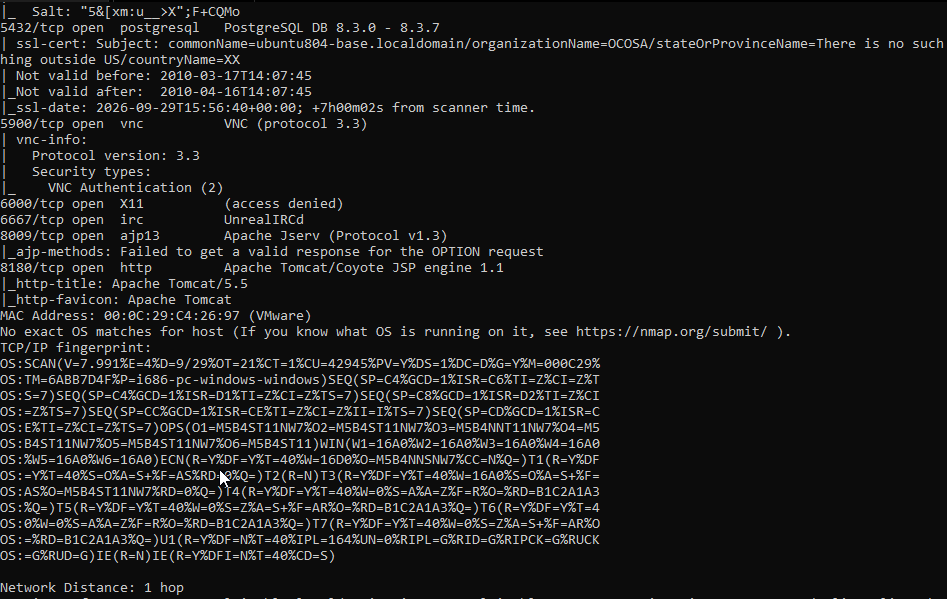 |_  Salt: "5&[xm:u__>X";F+CQMo
5432/tcp open  postgresql   PostgreSQL DB 8.3.0 - 8.3.7
| ssl-cert: Subject: commonName=ubuntu804-base.localdomain/organizationName=OCOSA/stateOrProvinceName=There is no suc
hing outside US/countryName=XX
| Not valid before: 2010-03-17T14:07:45
|_Not valid after:  2010-04-16T14:07:45
|_ssl-date: 2026-09-29T15:56:40+00:00; +7h00m02s from scanner time.
5900/tcp open  vnc          VNC (protocol 3.3)
| vnc-info:
|   Protocol version: 3.3
|   Security types:
|_    VNC Authentication (2)
6000/tcp open  X11          (access denied)
6667/tcp open  irc          UnrealIRCd
8009/tcp open  ajp13        Apache Jserv (Protocol v1.3)
|_ajp-methods: Failed to get a valid response for the OPTION request
8180/tcp open  http         Apache Tomcat/Coyote JSP engine 1.1
|_http-title: Apache Tomcat/5.5
|_http-favicon: Apache Tomcat
MAC Address: 00:0C:29:C4:26:97 (VMware)
No exact OS matches for host (If you know what OS is running on it, see https://nmap.org/submit/ ).
TCP/IP fingerprint:
OS:SCAN(V=7.991%E=4%D=9/29%OT=21%CT=1%CU=42945%PV=Y%DS=1%DC=D%G=Y%M=000C29%
OS:TM=6ABB7D4F%P=i686-pc-windows-windows)SEQ(SP=C4%GCD=1%ISR=C6%TI=Z%CI=Z%T
OS:S=7)SEQ(SP=C4%GCD=1%ISR=D1%TI=Z%CI=Z%TS=7)SEQ(SP=C8%GCD=1%ISR=D2%TI=Z%CI
OS:=Z%TS=7)SEQ(SP=CC%GCD=1%ISR=CE%TI=Z%CI=Z%II=I%TS=7)SEQ(SP=CD%GCD=1%ISR=C
OS:E%TI=Z%CI=Z%TS=7)OPS(O1=M5B4ST11NW7%O2=M5B4ST11NW7%O3=M5B4NNT11NW7%O4=M5
OS:B4ST11NW7%O5=M5B4ST11NW7%O6=M5B4ST11)WIN(W1=16A0%W2=16A0%W3=16A0%W4=16A0
OS:%W5=16A0%W6=16A0)ECN(R=Y%DF=Y%T=40%W=16D0%O=M5B4NNSNW7%CC=N%Q=)T1(R=Y%DF
OS:=Y%T=40%S=O%A=S+%F=AS%RD=0%Q=)T2(R=N)T3(R=Y%DF=Y%T=40%W=16A0%S=O%A=S+%F=
OS:AS%O=M5B4ST11NW7%RD=0%Q=)T4(R=Y%DF=Y%T=40%W=0%S=A%A=Z%F=R%O=%RD=B1C2A1A3
OS:%Q=)T5(R=Y%DF=Y%T=40%W=0%S=Z%A=S+%F=AR%O=%RD=B1C2A1A3%Q=)T6(R=Y%DF=Y%T=4
OS:0%W=0%S=A%A=Z%F=R%O=%RD=B1C2A1A3%Q=)T7(R=Y%DF=Y%T=40%W=0%S=Z%A=S+%F=AR%O
OS:=%RD=B1C2A1A3%Q=)U1(R=Y%DF=N%T=40%IPL=164%UN=0%RIPL=G%RID=G%RIPCK=G%RUCK
OS:=G%RUD=G)IE(R=N)IE(R=Y%DFI=N%T=40%CD=S)
Network Distance: 1 hop